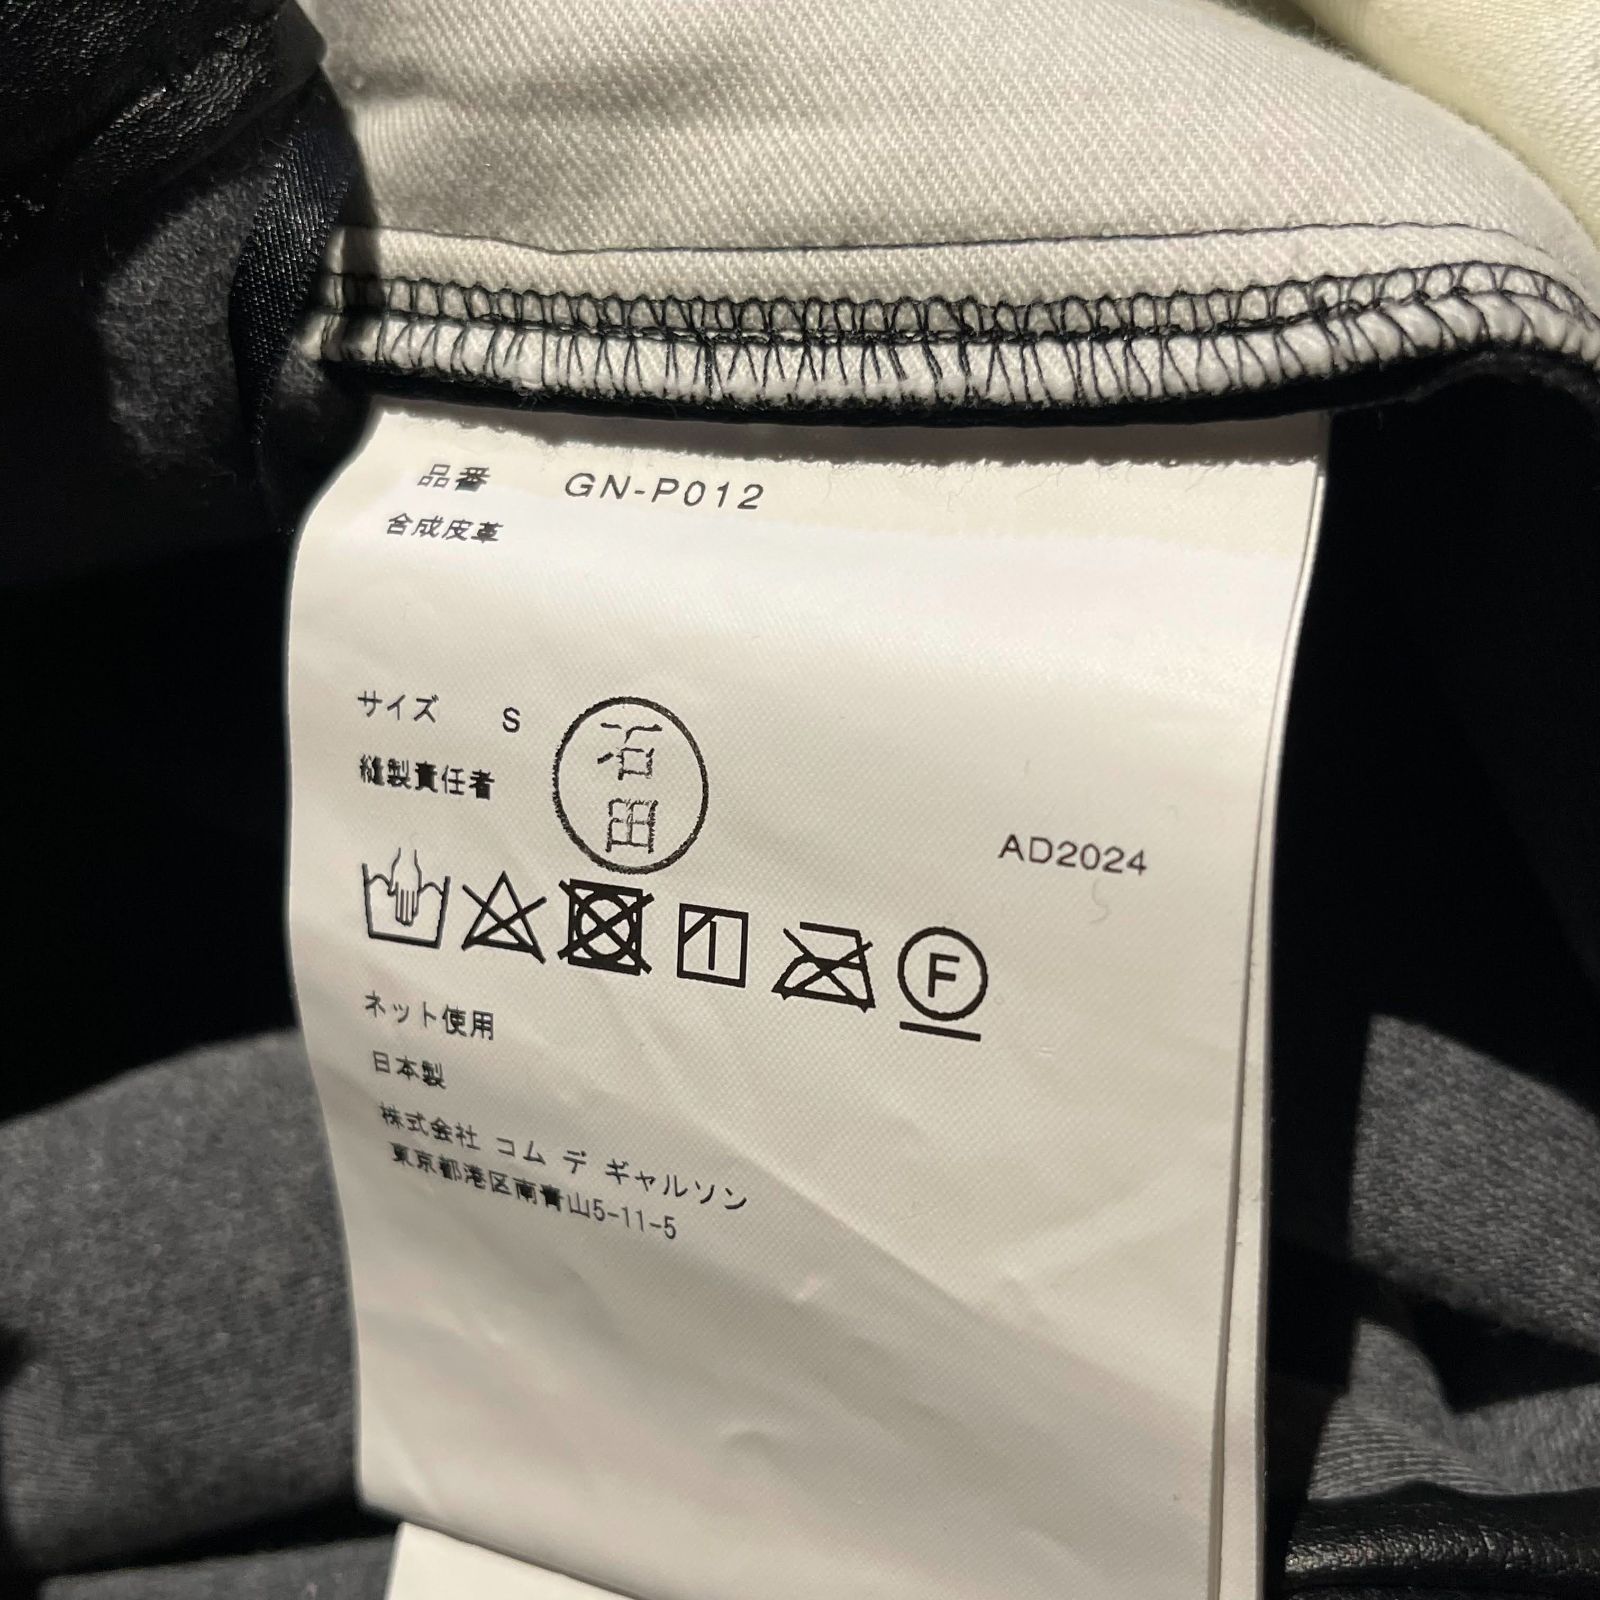 品番 GN-P012
合成皮革
サイズ S
縫製責任者
沼田
AD2024
F
ネット使用
日本製
株式会社 コム デ ギャルソン
東京都港区南青山5-11-5